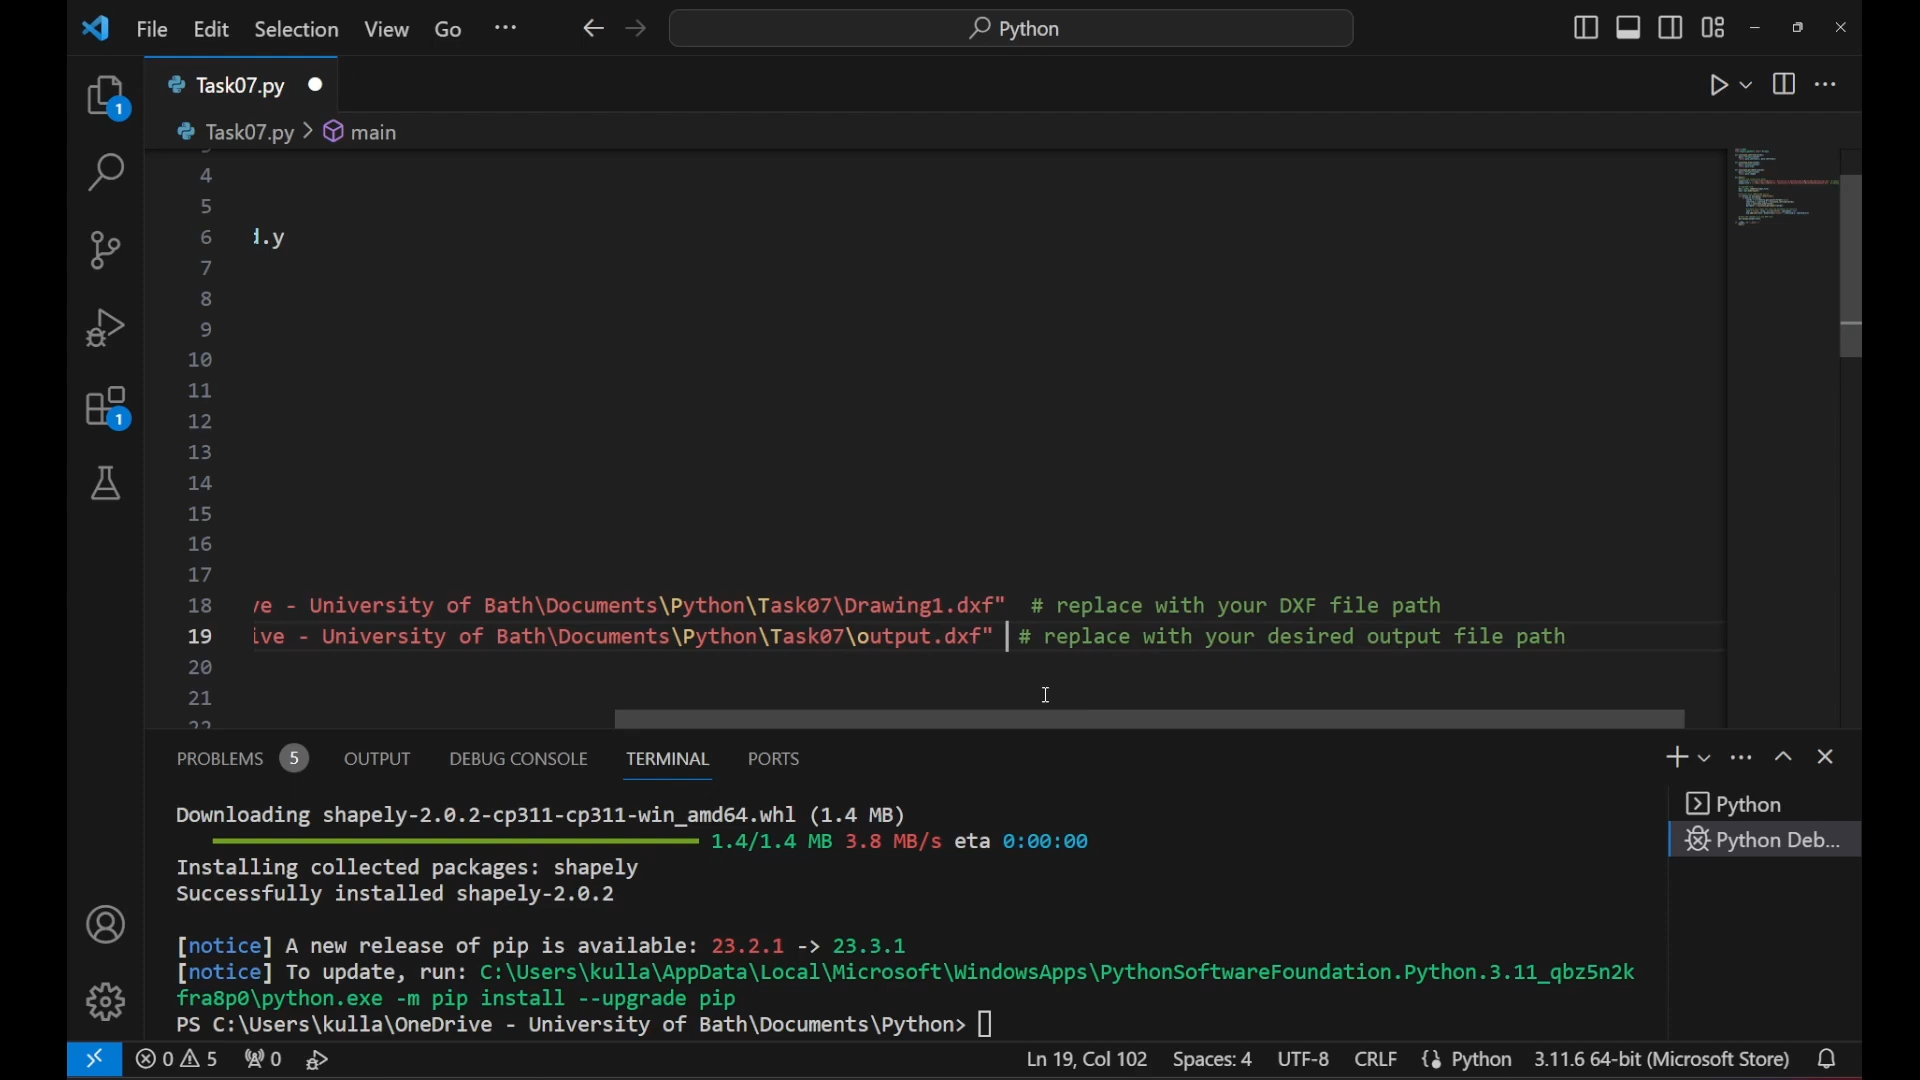 File Edit Selection View Go ··· Python
Task07.py
Task07.py > main
4
5
6 d.y
7
8
9
10
11
12
13
14
15
16
17
18 ve - University of Bath\Documents\Python\Task07\Drawing1.dxf"  # replace with your DXF file path
19 ive - University of Bath\Documents\Python\Task07\output.dxf" # replace with your desired output file path
20
21
22
PROBLEMS 5 OUTPUT DEBUG CONSOLE TERMINAL PORTS
Downloading shapely-2.0.2-cp311-cp311-win_amd64.whl (1.4 MB)
1.4/1.4 MB 3.8 MB/s eta 0:00:00
Installing collected packages: shapely
Successfully installed shapely-2.0.2
[notice] A new release of pip is available: 23.2.1 -> 23.3.1
[notice] To update, run: C:\Users\kulla\AppData\Local\Microsoft\WindowsApps\PythonSoftwareFoundation.Python.3.11_qbz5n2k
fra8p0\python.exe -m pip install --upgrade pip
PS C:\Users\kulla\OneDrive - University of Bath\Documents\Python>
Python
Python Deb...
1
1
0 5 0 Ln 19, Col 102 Spaces: 4 UTF-8 CRLF Python 3.11.6 64-bit (Microsoft Store)